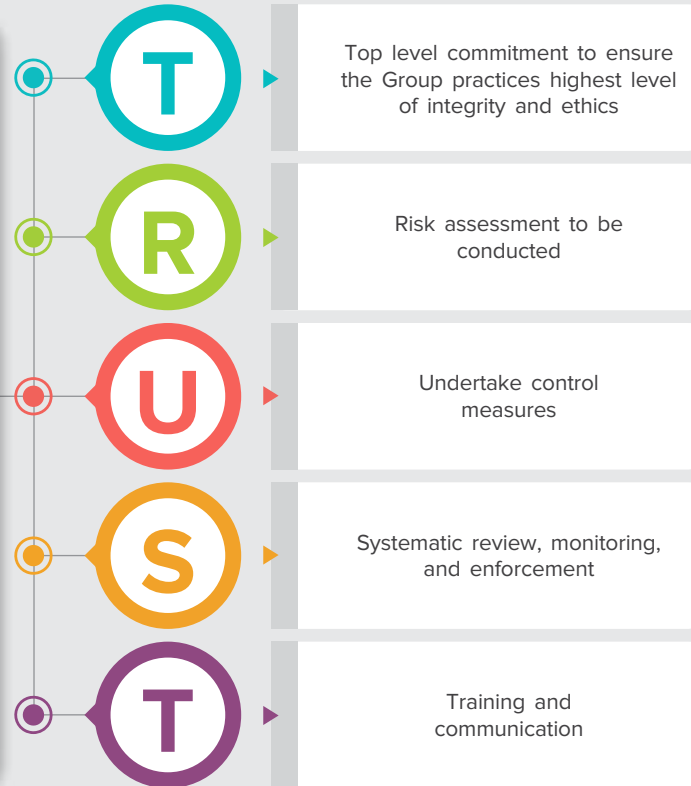 T
Top level commitment to ensure
the Group practices highest level
of integrity and ethics
R
Risk assessment to be
conducted
U
Undertake control
measures
S
Systematic review, monitoring,
and enforcement
T
Training and
communication